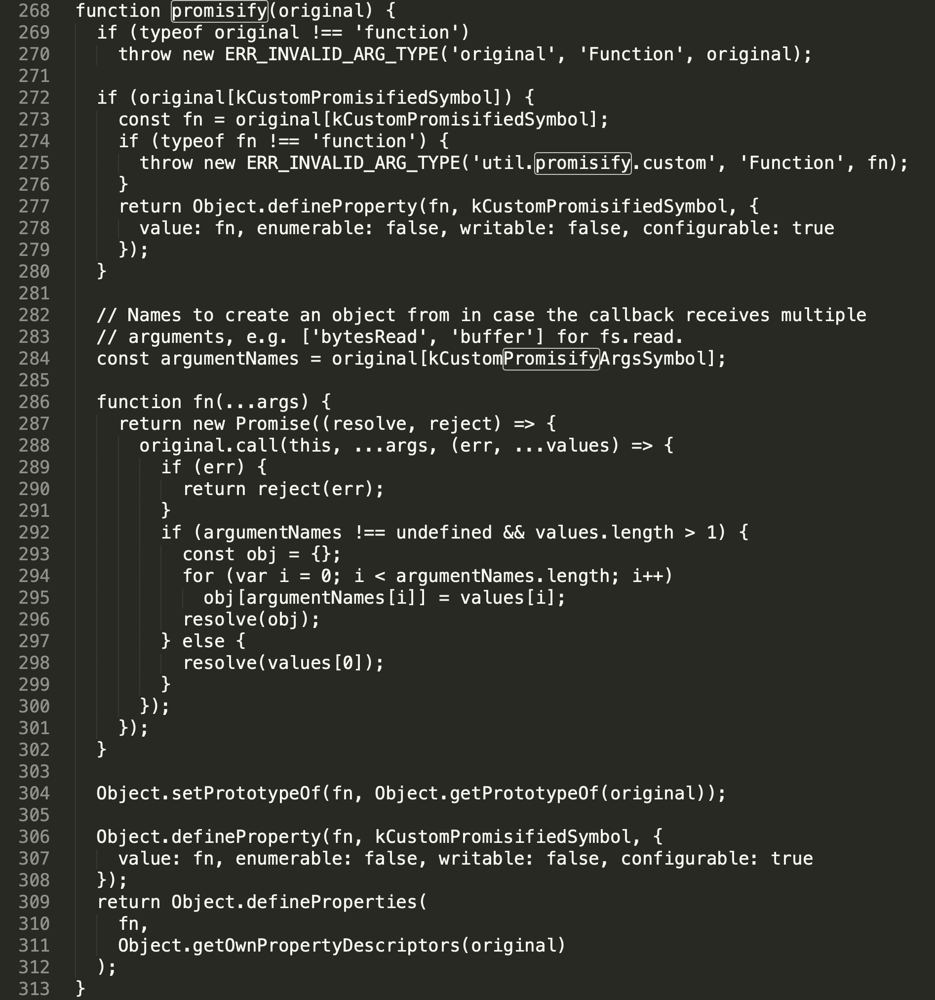 268 function promisify(original) {
269   if (typeof original !== 'function')
270     throw new ERR_INVALID_ARG_TYPE('original', 'Function', original);
271
272   if (original[kCustomPromisifiedSymbol]) {
273     const fn = original[kCustomPromisifiedSymbol];
274     if (typeof fn !== 'function') {
275       throw new ERR_INVALID_ARG_TYPE('util.promisify.custom', 'Function', fn);
276     }
277     return Object.defineProperty(fn, kCustomPromisifiedSymbol, {
278       value: fn, enumerable: false, writable: false, configurable: true
279     });
280   }
281
282   // Names to create an object from in case the callback receives multiple
283   // arguments, e.g. ['bytesRead', 'buffer'] for fs.read.
284   const argumentNames = original[kCustomPromisifyArgsSymbol];
285
286   function fn(...args) {
287     return new Promise((resolve, reject) => {
288       original.call(this, ...args, (err, ...values) => {
289         if (err) {
290           return reject(err);
291         }
292         if (argumentNames !== undefined && values.length > 1) {
293           const obj = {};
294           for (var i = 0; i < argumentNames.length; i++)
295             obj[argumentNames[i]] = values[i];
296           resolve(obj);
297         } else {
298           resolve(values[0]);
299         }
300       });
301     });
302   }
303
304   Object.setPrototypeOf(fn, Object.getPrototypeOf(original));
305
306   Object.defineProperty(fn, kCustomPromisifiedSymbol, {
307     value: fn, enumerable: false, writable: false, configurable: true
308   });
309   return Object.defineProperties(
310     fn,
311     Object.getOwnPropertyDescriptors(original)
312   );
313 }